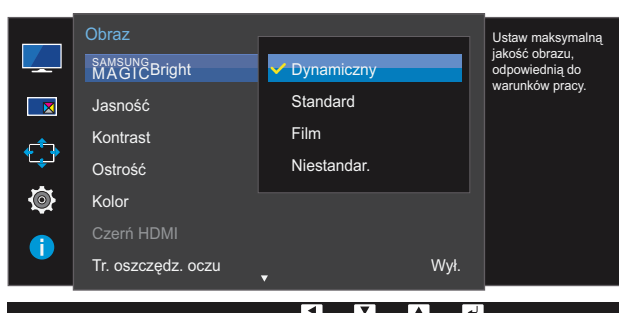 Obraz
SAMSUNG
MAGICBright
Dynamiczny
Jasność
Standard
Kontrast
Film
Ostrość
Niestandar.
Kolor
Czerń HDMI
Tr. oszczędz. oczu
Wył.
Ustaw maksymalną
jakość obrazu,
odpowiednią do
warunków pracy.